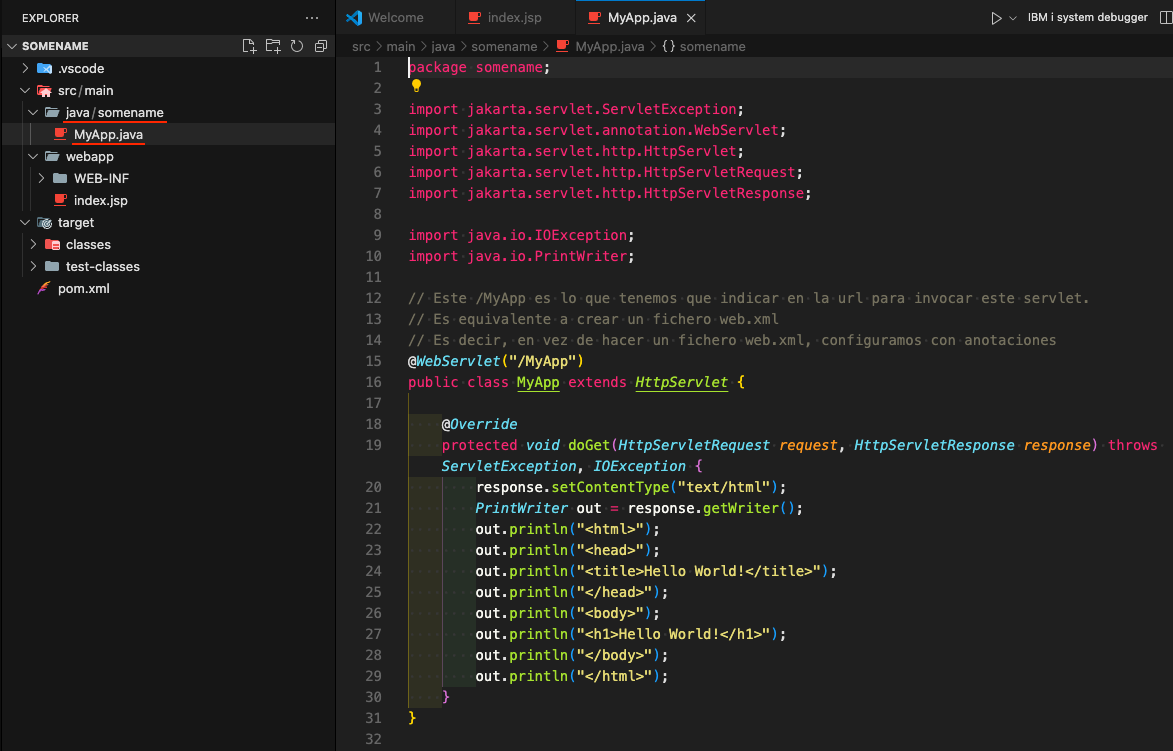 EXPLORER
SOMENAME
.vscode
src/main
java/somename
MyApp.java
webapp
WEB-INF
index.jsp
target
classes
test-classes
pom.xml
Welcome
index.jsp
MyApp.java
IBM i system debugger
src > main > java > somename > MyApp.java > {} somename
1 package somename;
2
3 import jakarta.servlet.ServletException;
4 import jakarta.servlet.annotation.WebServlet;
5 import jakarta.servlet.http.HttpServlet;
6 import jakarta.servlet.http.HttpServletRequest;
7 import jakarta.servlet.http.HttpServletResponse;
8
9 import java.io.IOException;
10 import java.io.PrintWriter;
11
12 // Este /MyApp es lo que tenemos que indicar en la url para invocar este servlet.
13 // Es equivalente a crear un fichero web.xml
14 // Es decir, en vez de hacer un fichero web.xml, configuramos con anotaciones
15 @WebServlet("/MyApp")
16 public class MyApp extends HttpServlet {
17
18 @Override
19 protected void doGet(HttpServletRequest request, HttpServletResponse response) throws
ServletException, IOException {
20 response.setContentType("text/html");
21 PrintWriter out = response.getWriter();
22 out.println("<html>");
23 out.println("<head>");
24 out.println("<title>Hello World!</title>");
25 out.println("</head>");
26 out.println("<body>");
27 out.println("<h1>Hello World!</h1>");
28 out.println("</body>");
29 out.println("</html>");
30 }
31 }
32